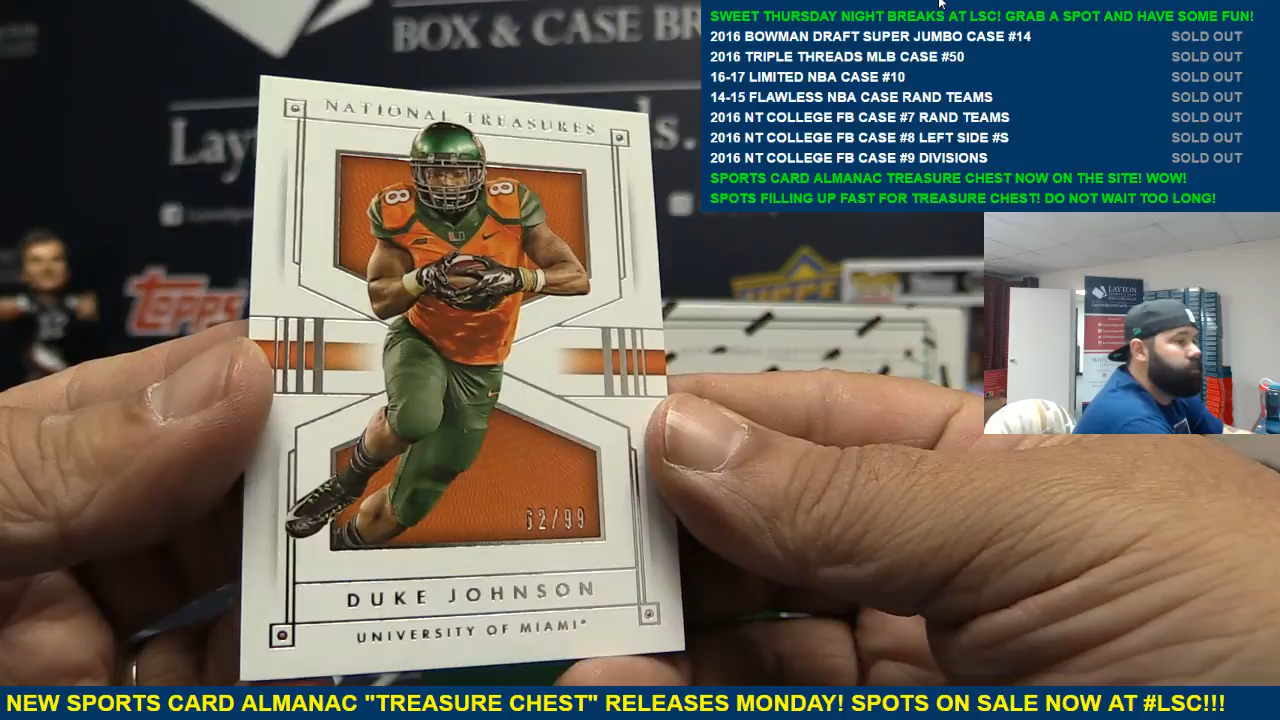 SWEET THURSDAY NIGHT BREAKS AT LSC! GRAB A SPOT AND HAVE SOME FUN!
2016 BOWMAN DRAFT SUPER JUMBO CASE #14 SOLD OUT
2016 TRIPLE THREADS MLB CASE #50 SOLD OUT
16-17 LIMITED NBA CASE #10 SOLD OUT
14-15 FLAWLESS NBA CASE RAND TEAMS SOLD OUT
2016 NT COLLEGE FB CASE #7 RAND TEAMS SOLD OUT
2016 NT COLLEGE FB CASE #8 LEFT SIDE #S SOLD OUT
2016 NT COLLEGE FB CASE #9 DIVISIONS SOLD OUT
SPORTS CARD ALMANAC TREASURE CHEST NOW ON THE SITE! WOW!
SPOTS FILLING UP FAST FOR TREASURE CHEST! DO NOT WAIT TOO LONG!
BOX & CASE BR
Layt
s.
TOPPS
LAYTON
NATIONAL TREASURES
8 8
62/99
DUKE JOHNSON
UNIVERSITY OF MIAMI
NEW SPORTS CARD ALMANAC "TREASURE CHEST" RELEASES MONDAY! SPOTS ON SALE NOW AT #LSC!!!